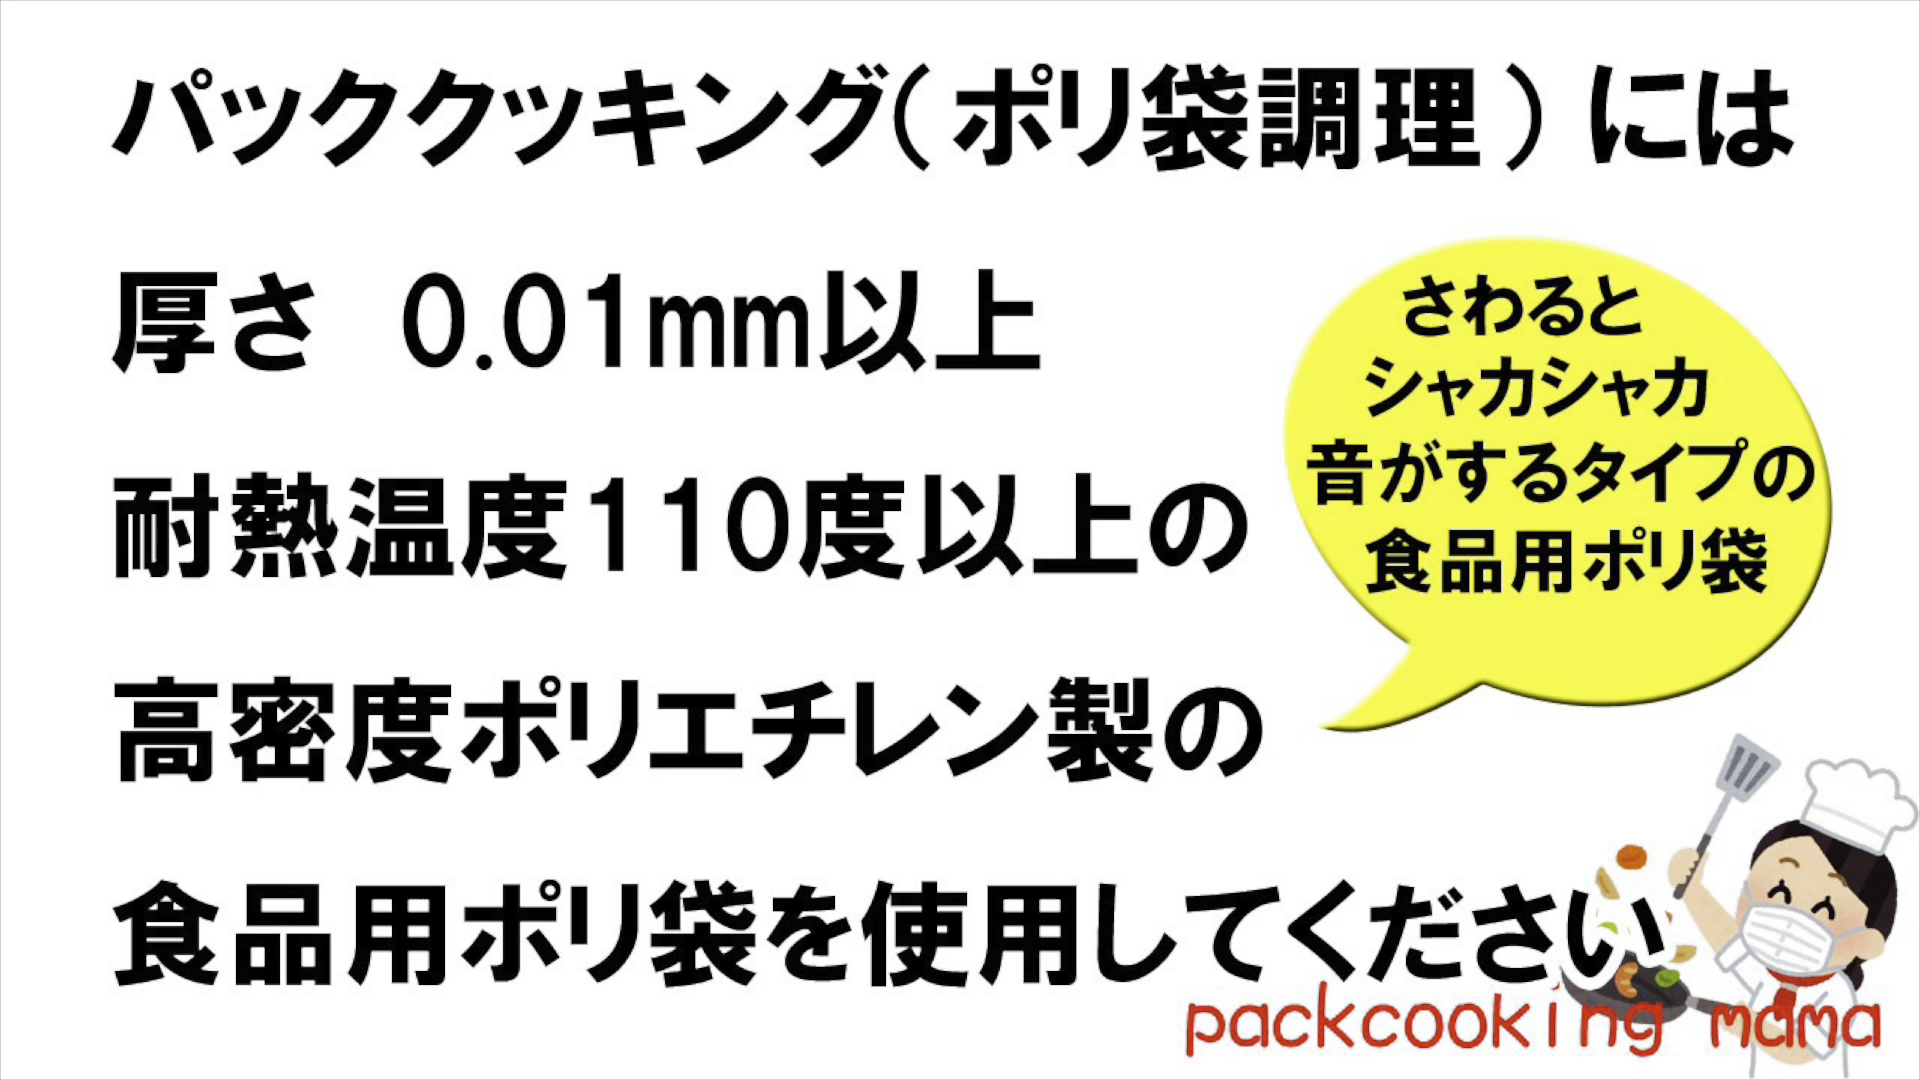 パッククッキング（ポリ袋調理）には
厚さ　0.01mm以上
耐熱温度110度以上の
高密度ポリエチレン製の
食品用ポリ袋を使用してください
さわると
シャカシャカ
音がするタイプの
食品用ポリ袋
packcooking mama